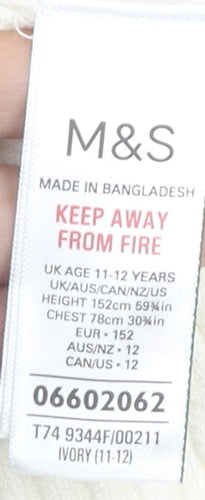 M&S
MADE IN BANGLADESH
KEEP AWAY
FROM FIRE
UK AGE 11-12 YEARS
UK/AUS/CAN/NZ/US
HEIGHT 152cm 59¾in
CHEST 78cm 30¾in
EUR • 152
AUS/NZ • 12
CAN/US • 12
06602062
T74 9344F/00211
IVORY (11-12)